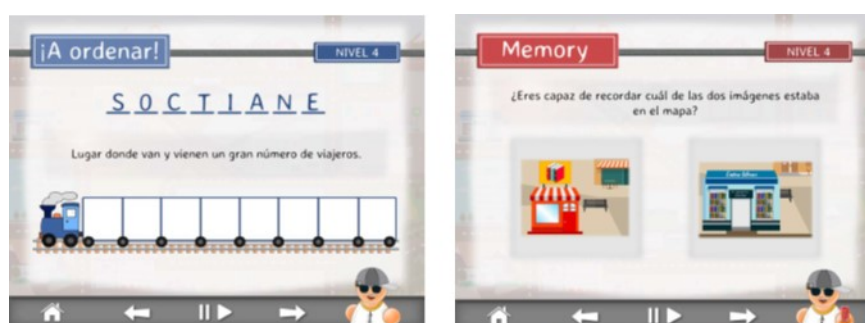 ¡A ordenar!
NIVEL 4
S O C T I A N E
Lugar donde van y vienen un gran número de viajeros.
Memory
NIVEL 4
¿Eres capaz de recordar cuál de las dos imágenes estaba
en el mapa?